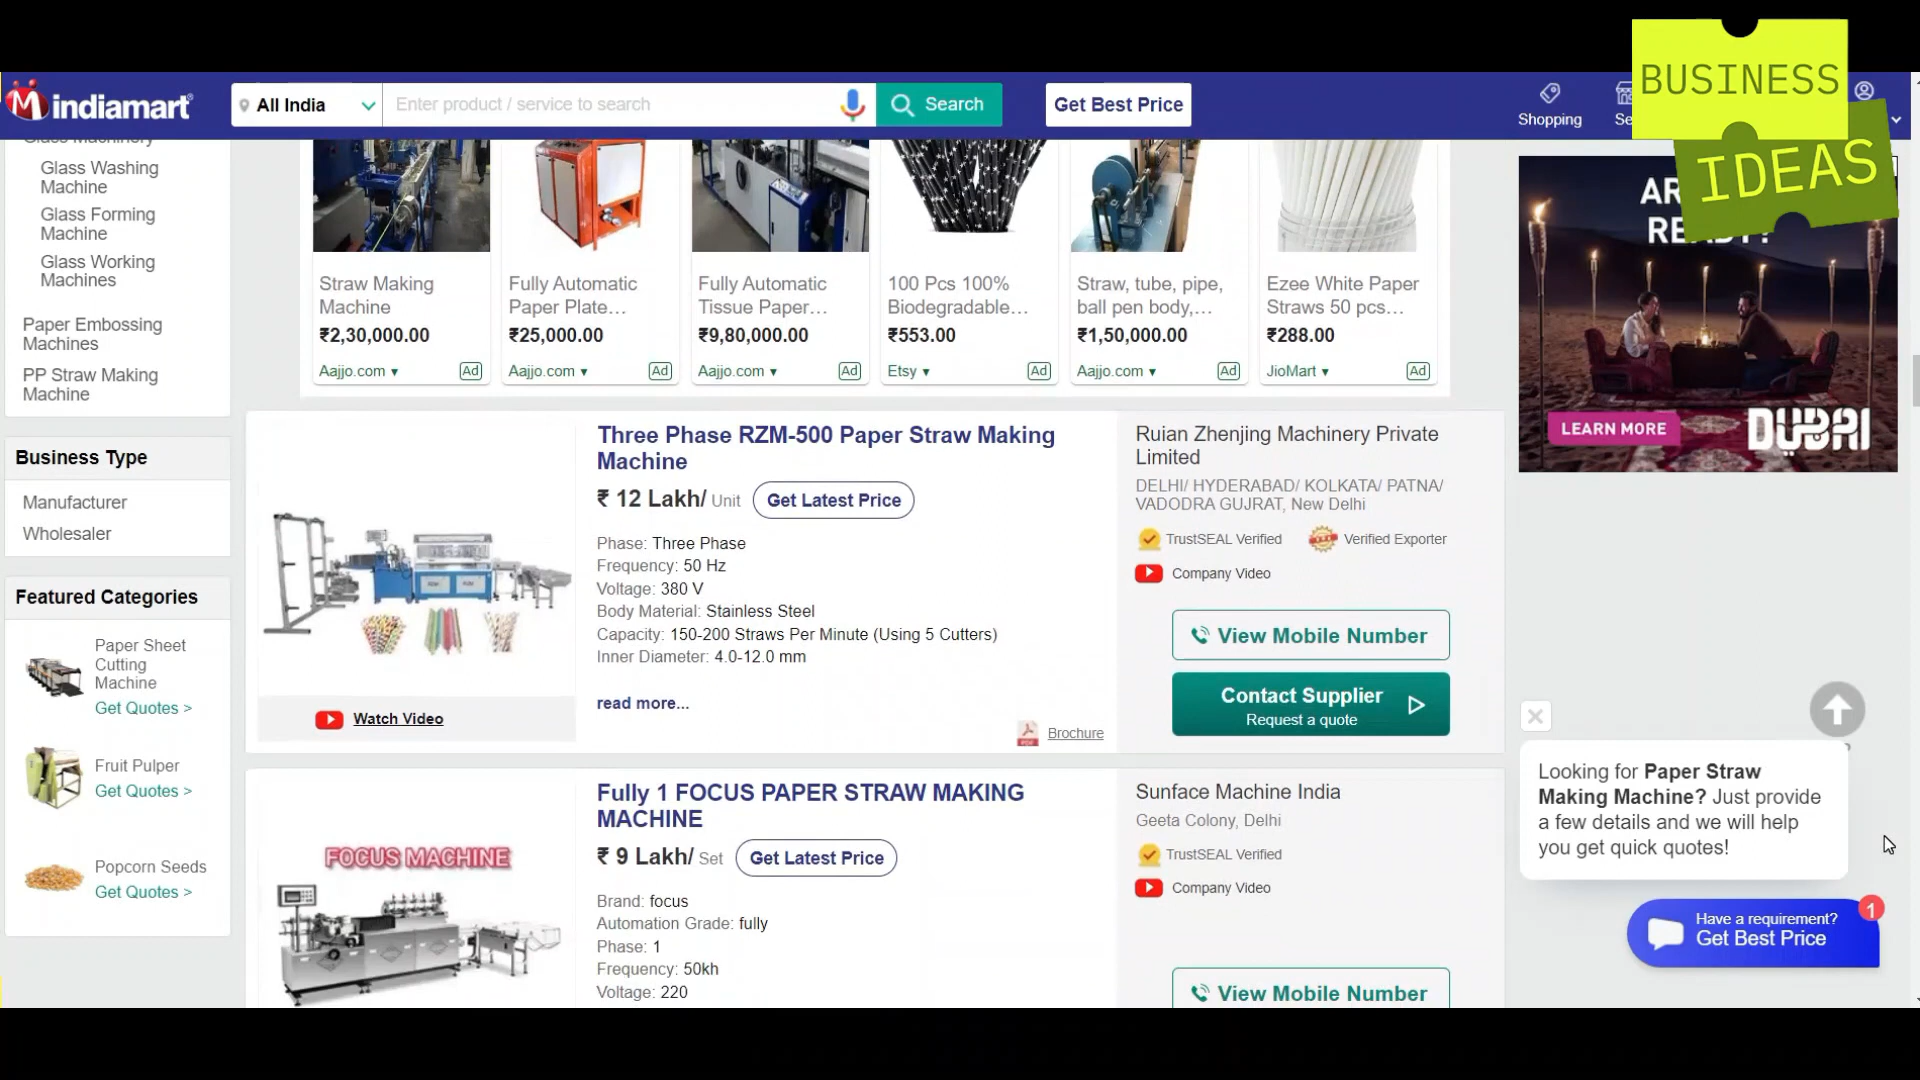 BUSINESS
IDEAS
indiamart
All India
Enter product / service to search
Search
Get Best Price
Shopping
Glass Machinery
Glass Washing
Machine
Glass Forming
Machine
Glass Working
Machines
Paper Embossing
Machines
PP Straw Making
Machine
Business Type
Manufacturer
Wholesaler
Featured Categories
Paper Sheet
Cutting
Machine
Get Quotes >
Fruit Pulper
Get Quotes >
Popcorn Seeds
Get Quotes >
Straw Making
Machine
₹2,30,000.00
Aajjo.com ▾ Ad
Fully Automatic
Paper Plate...
₹25,000.00
Aajjo.com ▾ Ad
Fully Automatic
Tissue Paper...
₹9,80,000.00
Aajjo.com ▾ Ad
100 Pcs 100%
Biodegradable...
₹553.00
Etsy ▾ Ad
Straw, tube, pipe,
ball pen body,...
₹1,50,000.00
Aajjo.com ▾ Ad
Ezee White Paper
Straws 50 pcs...
₹288.00
JioMart ▾ Ad
Three Phase RZM-500 Paper Straw Making
Machine
₹ 12 Lakh/ Unit Get Latest Price
Phase: Three Phase
Frequency: 50 Hz
Voltage: 380 V
Body Material: Stainless Steel
Capacity: 150-200 Straws Per Minute (Using 5 Cutters)
Inner Diameter: 4.0-12.0 mm
read more...
Watch Video
Brochure
Ruian Zhenjing Machinery Private
Limited
DELHI/ HYDERABAD/ KOLKATA/ PATNA/
VADODRA GUJRAT, New Delhi
TrustSEAL Verified Verified Exporter
Company Video
View Mobile Number
Contact Supplier
Request a quote
Fully 1 FOCUS PAPER STRAW MAKING
MACHINE
₹ 9 Lakh/ Set Get Latest Price
FOCUS MACHINE
Brand: focus
Automation Grade: fully
Phase: 1
Frequency: 50kh
Voltage: 220
Sunface Machine India
Geeta Colony, Delhi
TrustSEAL Verified
Company Video
View Mobile Number
LEARN MORE
DUBAI
Looking for Paper Straw
Making Machine? Just provide
a few details and we will help
you get quick quotes!
Have a requirement?
Get Best Price
1